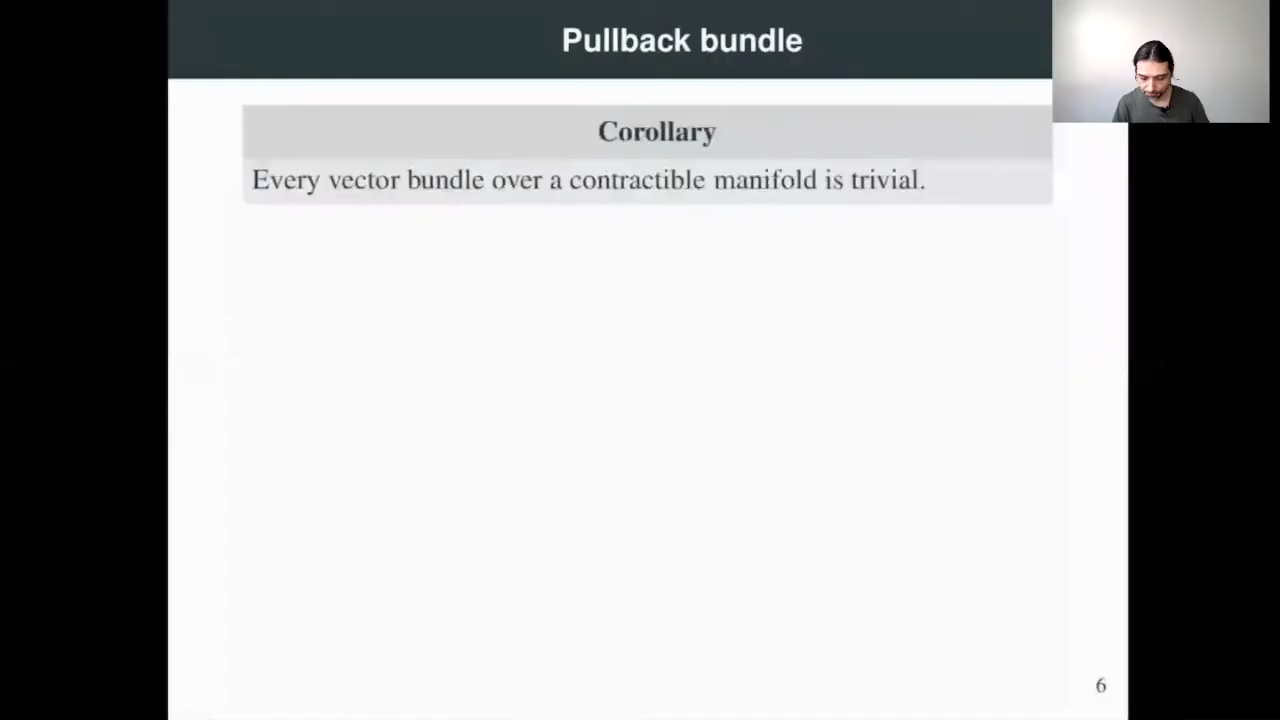 Pullback bundle
Corollary
Every vector bundle over a contractible manifold is trivial.
6